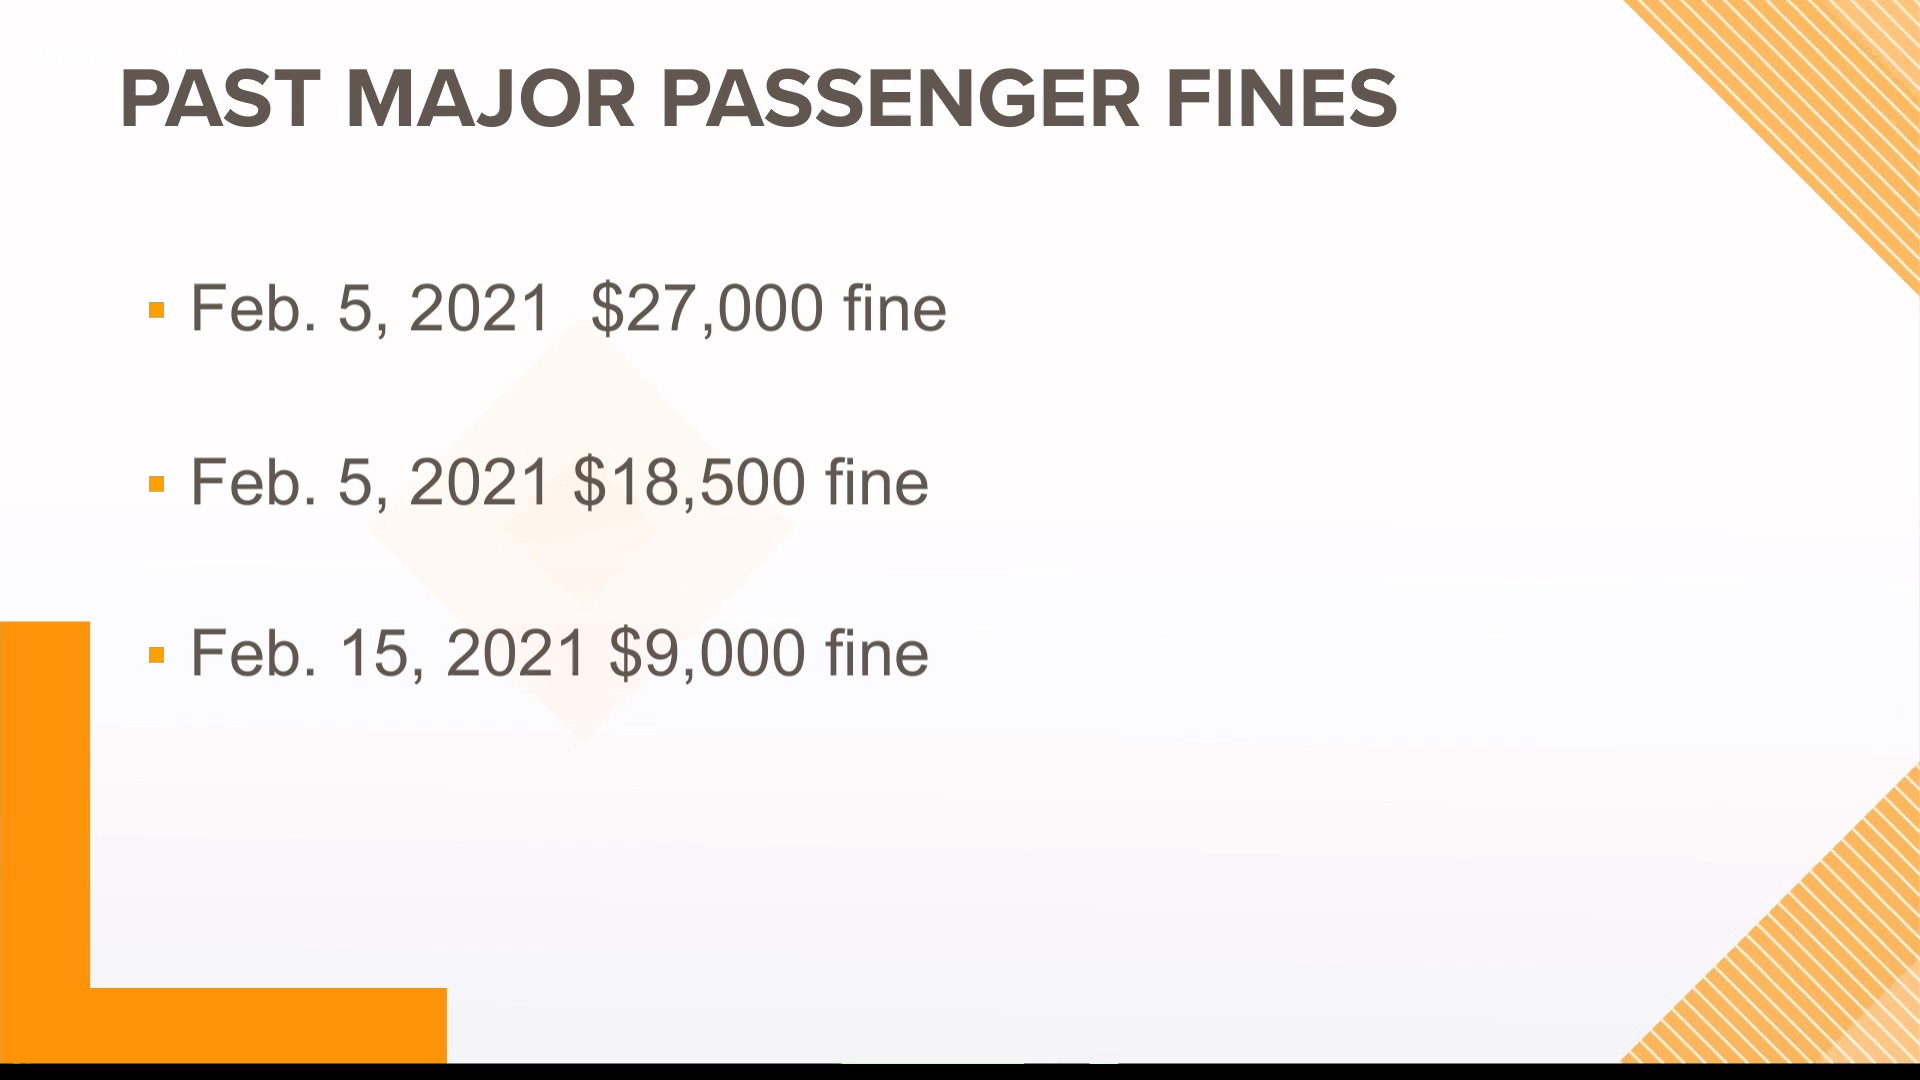 PAST MAJOR PASSENGER FINES
Feb. 5, 2021  $27,000 fine
Feb. 5, 2021 $18,500 fine
Feb. 15, 2021 $9,000 fine